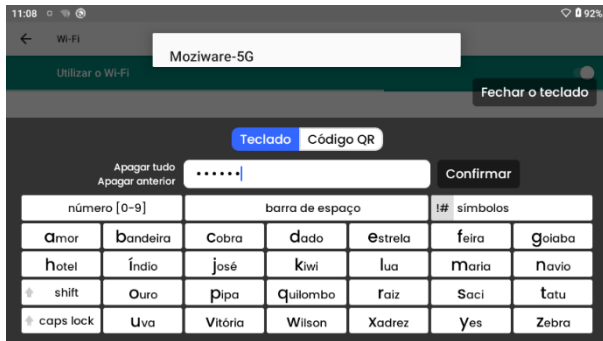 11:08 92%
Wi-Fi
Moziware-5G
Utilizar o Wi-Fi
Fechar o teclado
Teclado Código QR
Apagar tudo
Apagar anterior
•••••• Confirmar
número [0-9] barra de espaço !# símbolos
amor bandeira cobra dado estrela feira goiaba
hotel índio josé kiwi lua maria navio
shift ouro pipa quilombo raiz saci tatu
caps lock uva vitória Wilson xadrez yes zebra